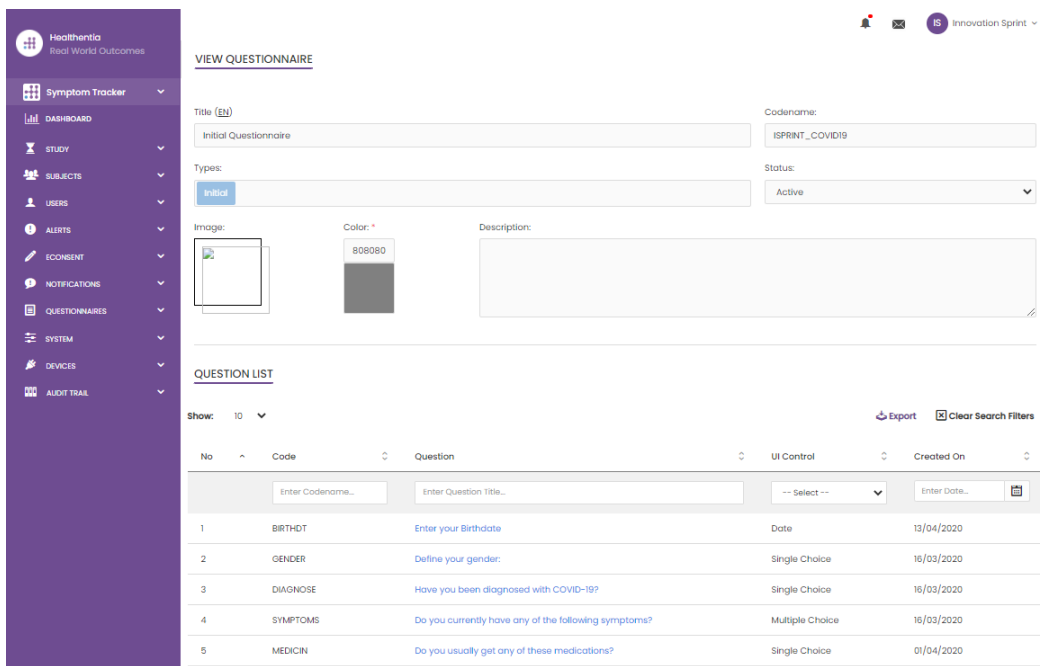 Healthentia
Real World Outcomes
Symptom Tracker
DASHBOARD
STUDY
SUBJECTS
USERS
ALERTS
ECONSENT
NOTIFICATIONS
QUESTIONNAIRES
SYSTEM
DEVICES
AUDIT TRAIL
IS Innovation Sprint
VIEW QUESTIONNAIRE
Title (EN) Codename:
Initial Questionnaire ISPRINT_COVID19
Types: Status:
Initial Active
Image: Color: * Description:
808080
QUESTION LIST
Show: 10 Export Clear Search Filters
No Code Question UI Control Created On
Enter Codename... Enter Question Title... -- Select -- Enter Date...
1 BIRTHDT Enter your Birthdate Date 13/04/2020
2 GENDER Define your gender: Single Choice 16/03/2020
3 DIAGNOSE Have you been diagnosed with COVID-19? Single Choice 16/03/2020
4 SYMPTOMS Do you currently have any of the following symptoms? Multiple Choice 16/03/2020
5 MEDICIN Do you usually get any of these medications? Single Choice 01/04/2020